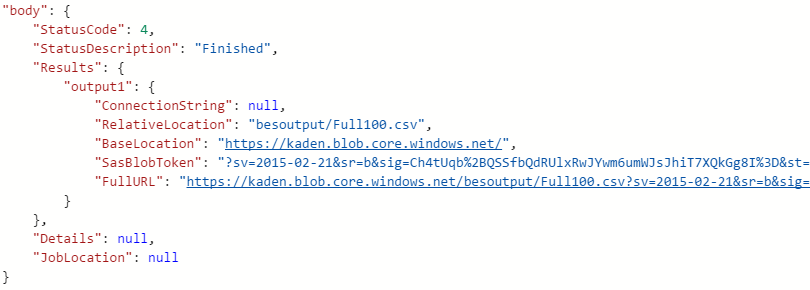 "body": {
"StatusCode": 4,
"StatusDescription": "Finished",
"Results": {
"output1": {
"ConnectionString": null,
"RelativeLocation": "besoutput/Full100.csv",
"BaseLocation": "https://kaden.blob.core.windows.net/",
"SasBlobToken": "?sv=2015-02-21&sr=b&sig=Ch4tUqb%2BQSSfbQdRUlxRwJYwm6umWJsJhiT7XQkGg8I%3D&st=
"FullURL": "https://kaden.blob.core.windows.net/besoutput/Full100.csv?sv=2015-02-21&sr=b&sig=
}
},
"Details": null,
"JobLocation": null
}